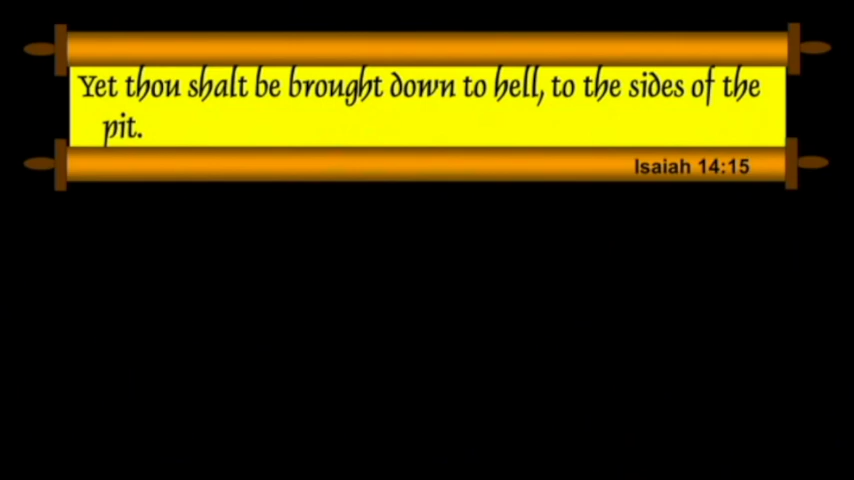 Yet thou shalt be brought down to hell, to the sides of the
pit.
Isaiah 14:15